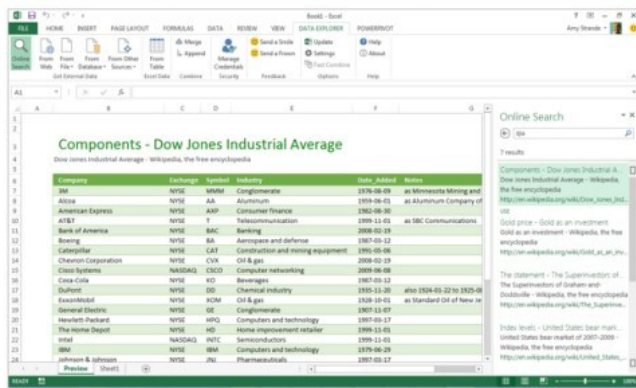 Book1 - Excel
FILE HOME INSERT PAGE LAYOUT FORMULAS DATA REVIEW VIEW DATA EXPLORER POWERPIVOT Amy Strande
Online Search
From Web
From File
From Database
From Other Sources
From Table
Merge
Append
Manage Credentials
Send a Smile
Send a Frown
Update
Settings
Fast Combine
Help
About
Get External Data Excel Data Combine Security Feedback Options Help
A1
A B C D E F G
Components - Dow Jones Industrial Average
Dow Jones Industrial Average - Wikipedia, the free encyclopedia
Company Exchange Symbol Industry Date_Added Notes
3M NYSE MMM Conglomerate 1976-08-09 as Minnesota Mining and
Alcoa NYSE AA Aluminum 1959-06-01 as Aluminum Company of
American Express NYSE AXP Consumer finance 1982-08-30
AT&T NYSE T Telecommunication 1999-11-01 as SBC Communications
Bank of America NYSE BAC Banking 2008-02-19
Boeing NYSE BA Aerospace and defense 1987-03-12
Caterpillar NYSE CAT Construction and mining equipment 1991-05-06
Chevron Corporation NYSE CVX Oil & gas 2008-02-19
Cisco Systems NASDAQ CSCO Computer networking 2009-06-08
Coca-Cola NYSE KO Beverages 1987-03-12
DuPont NYSE DD Chemical industry 1935-11-20 also 1924-01-22 to 1925-08
ExxonMobil NYSE XOM Oil & gas 1928-10-01 as Standard Oil of New Je
General Electric NYSE GE Conglomerate 1907-11-07
Hewlett-Packard NYSE HPQ Computers and technology 1997-03-17
The Home Depot NYSE HD Home improvement retailer 1999-11-01
Intel NASDAQ INTC Semiconductors 1999-11-01
IBM NYSE IBM Computers and technology 1979-06-29
Johnson & Johnson NYSE JNJ Pharmaceuticals 1997-03-17
Preview Sheet1
READY
Online Search
7 results
Components - Dow Jones Industrial A...
Dow Jones Industrial Average - Wikipedia,
the free encyclopedia
http://en.wikipedia.org/wiki/Dow_Jones_Ind...
Gold price - Gold as an investment
Gold as an investment - Wikipedia, the free
encyclopedia
http://en.wikipedia.org/wiki/Gold_as_an_inv...
The statement - The Superinvestors of...
The Superinvestors of Graham-and-
Doddsville - Wikipedia, the free encyclopedia
http://en.wikipedia.org/wiki/The_Superinve...
Index levels - United States bear mark...
United States bear market of 2007–2009 -
Wikipedia, the free encyclopedia
http://en.wikipedia.org/wiki/United_States_...